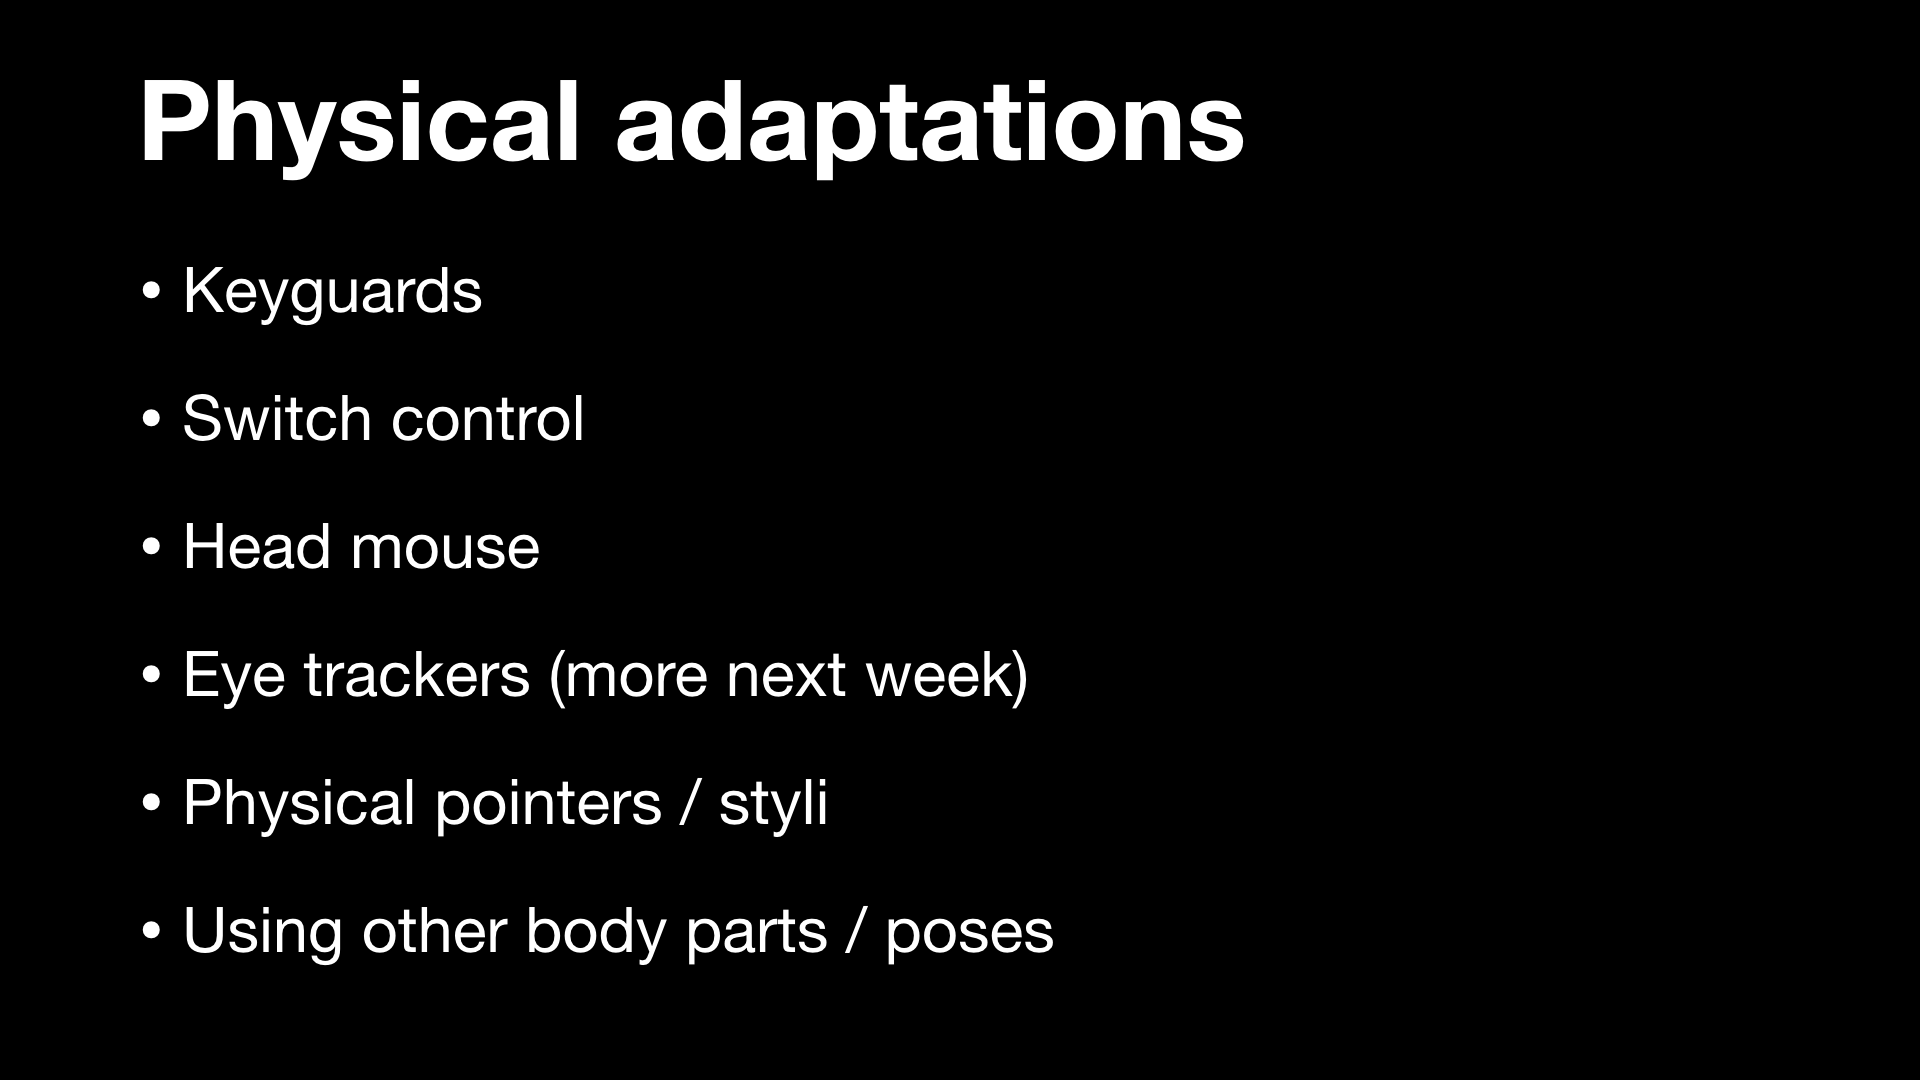 Physical adaptations
• Keyguards
• Switch control
• Head mouse
• Eye trackers (more next week)
• Physical pointers / styli
• Using other body parts / poses